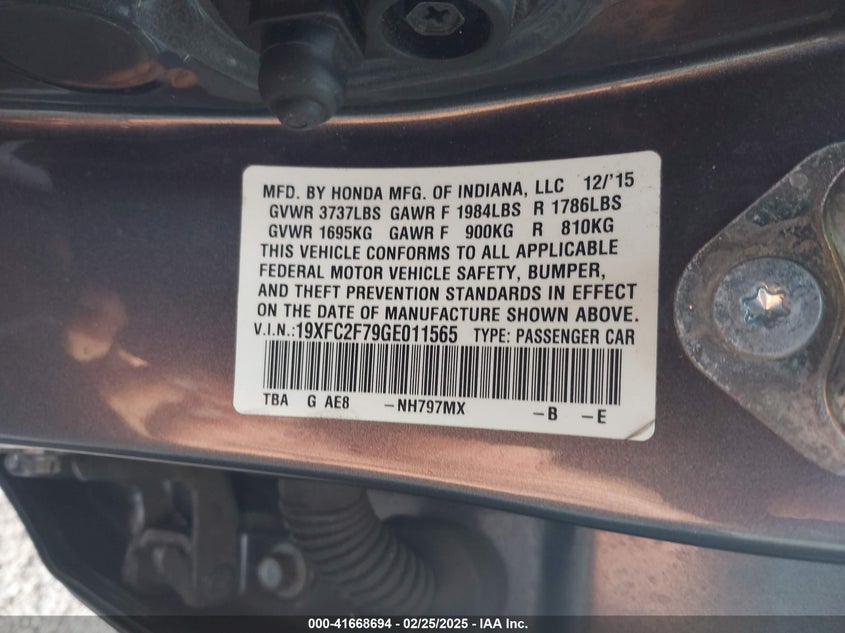 MFD. BY HONDA MFG. OF INDIANA, LLC 12/'15
GVWR 3737LBS GAWR F 1984LBS R 1786LBS
GVWR 1695KG GAWR F 900KG R 810KG
THIS VEHICLE CONFORMS TO ALL APPLICABLE
FEDERAL MOTOR VEHICLE SAFETY, BUMPER,
AND THEFT PREVENTION STANDARDS IN EFFECT
ON THE DATE OF MANUFACTURE SHOWN ABOVE.
V.I.N.:19XFC2F79GE011565 TYPE: PASSENGER CAR
TBA G AE8 -NH797MX -B -E
000-41668694 / 02/25/2025 - IAA Inc.